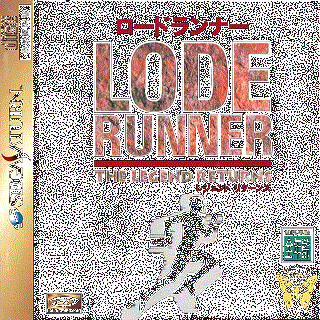 ロードランナー
LODE
RUNNER
THE LEGEND RETURNS
レジェンド リターンズ
SEGA SATURN